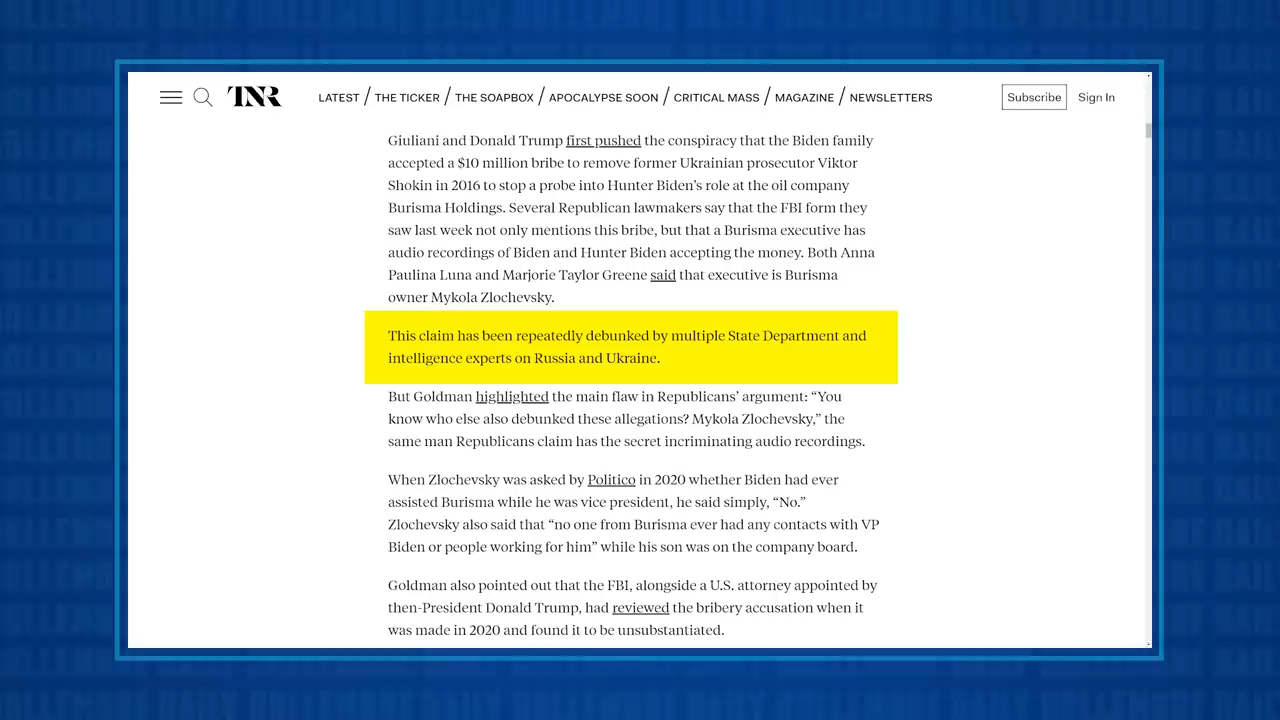 TNR
LATEST / THE TICKER / THE SOAPBOX / APOCALYPSE SOON / CRITICAL MASS / MAGAZINE / NEWSLETTERS
Subscribe
Sign In
Giuliani and Donald Trump first pushed the conspiracy that the Biden family
accepted a $10 million bribe to remove former Ukrainian prosecutor Viktor
Shokin in 2016 to stop a probe into Hunter Biden’s role at the oil company
Burisma Holdings. Several Republican lawmakers say that the FBI form they
saw last week not only mentions this bribe, but that a Burisma executive has
audio recordings of Biden and Hunter Biden accepting the money. Both Anna
Paulina Luna and Marjorie Taylor Greene said that executive is Burisma
owner Mykola Zlochevsky.
This claim has been repeatedly debunked by multiple State Department and
intelligence experts on Russia and Ukraine.
But Goldman highlighted the main flaw in Republicans’ argument: “You
know who else also debunked these allegations? Mykola Zlochevsky,” the
same man Republicans claim has the secret incriminating audio recordings.
When Zlochevsky was asked by Politico in 2020 whether Biden had ever
assisted Burisma while he was vice president, he said simply, “No.”
Zlochevsky also said that “no one from Burisma ever had any contacts with VP
Biden or people working for him” while his son was on the company board.
Goldman also pointed out that the FBI, alongside a U.S. attorney appointed by
then-President Donald Trump, had reviewed the bribery accusation when it
was made in 2020 and found it to be unsubstantiated.